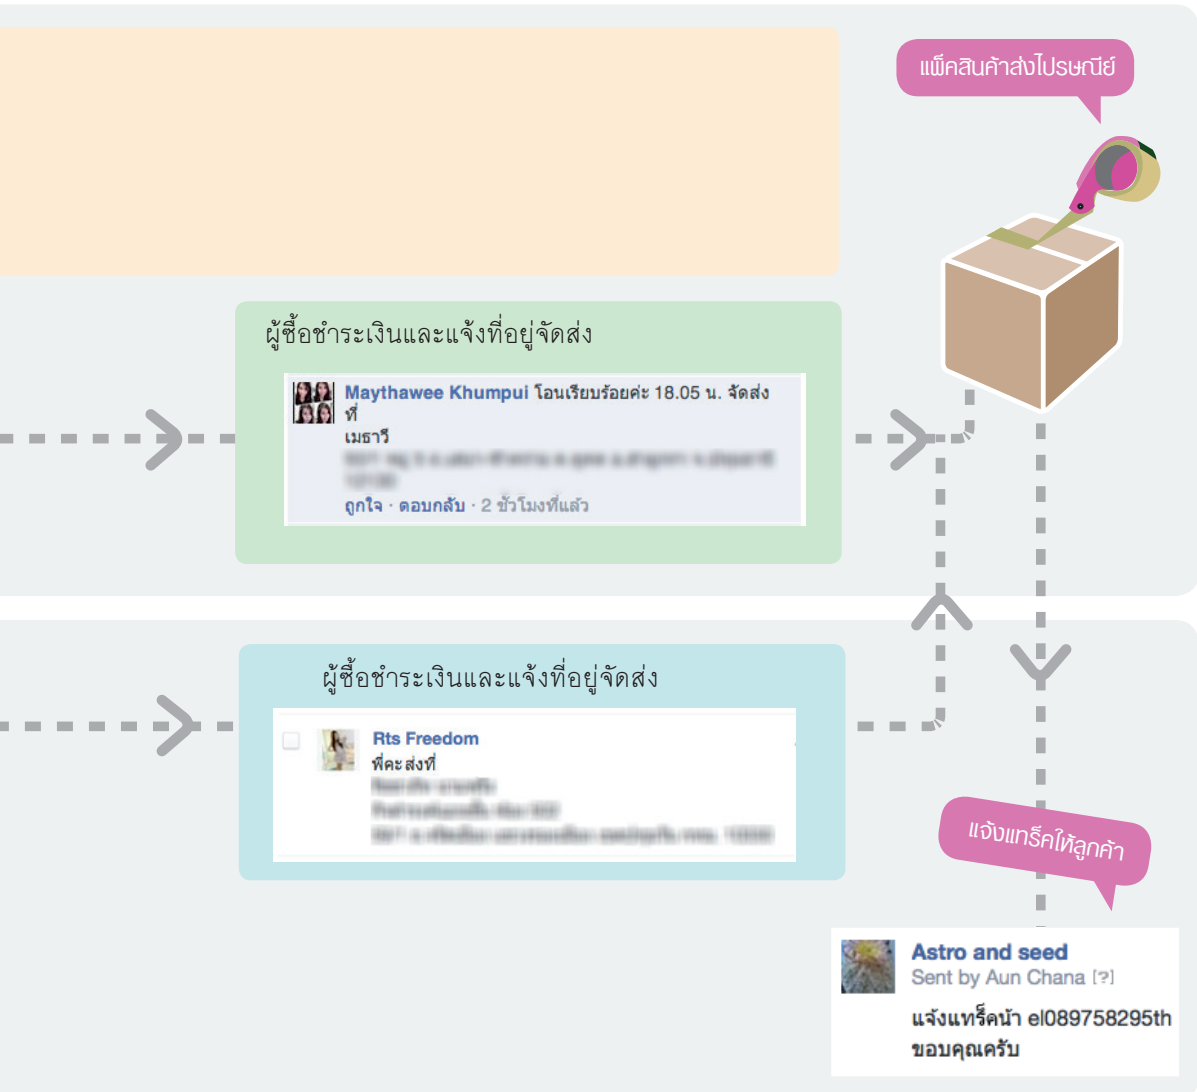 แพ็คสินค้าส่งไปรษณีย์
ผู้ซื้อชำระเงินและแจ้งที่อยู่จัดส่ง
Maythawee Khumpui โอนเรียบร้อยค่ะ 18.05 น. จัดส่ง
ที่
เมธาวี
ถูกใจ · ตอบกลับ · 2 ชั่วโมงที่แล้ว
ผู้ซื้อชำระเงินและแจ้งที่อยู่จัดส่ง
Rts Freedom
พี่คะ ส่งที่
แจ้งแทร็คให้ลูกค้า
Astro and seed
Sent by Aun Chana [?]
แจ้งแทร็คน้า el089758295th
ขอบคุณครับ